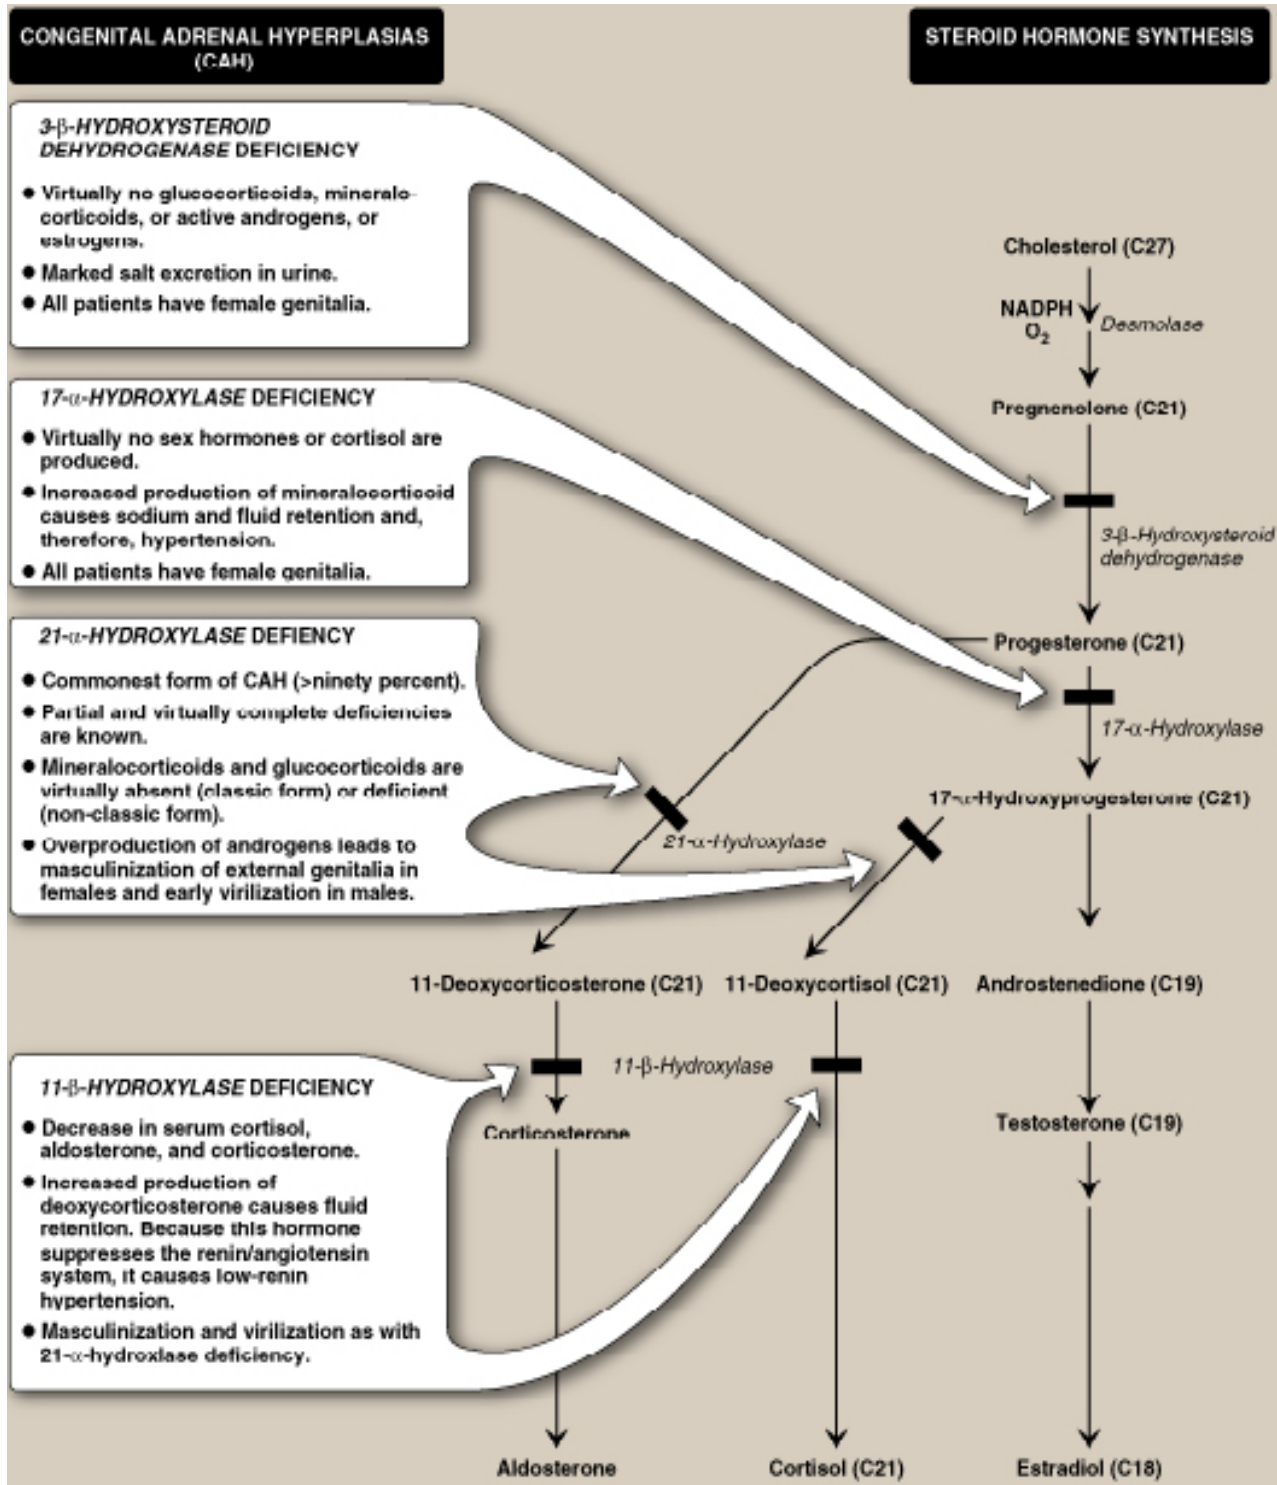 CONGENITAL ADRENAL HYPERPLASIAS
(CAH)
STEROID HORMONE SYNTHESIS
3-β-HYDROXYSTEROID
DEHYDROGENASE DEFICIENCY
● Virtually no glucocorticoids, mineralo-
corticoids, or active androgens, or
estrogens.
● Marked salt excretion in urine.
● All patients have female genitalia.
17-α-HYDROXYLASE DEFICIENCY
● Virtually no sex hormones or cortisol are
produced.
● Increased production of mineralocorticoid
causes sodium and fluid retention and,
therefore, hypertension.
● All patients have female genitalia.
21-α-HYDROXYLASE DEFIENCY
● Commonest form of CAH (>ninety percent).
● Partial and virtually complete deficiencies
are known.
● Mineralocorticoids and glucocorticoids are
virtually absent (classic form) or deficient
(non-classic form).
● Overproduction of androgens leads to
masculinization of external genitalia in
females and early virilization in males.
11-β-HYDROXYLASE DEFICIENCY
● Decrease in serum cortisol,
aldosterone, and corticosterone.
● Increased production of
deoxycorticosterone causes fluid
retention. Because this hormone
suppresses the renin/angiotensin
system, it causes low-renin
hypertension.
● Masculinization and virilization as with
21-α-hydroxlase deficiency.
Cholesterol (C27)
NADPH
O₂
Desmolase
Pregnenolone (C21)
3-β-Hydroxysteroid
dehydrogenase
Progesterone (C21)
17-α-Hydroxylase
17-α-Hydroxyprogesterone (C21)
21-α-Hydroxylase
11-Deoxycorticosterone (C21)
11-Deoxycortisol (C21)
Androstenedione (C19)
11-β-Hydroxylase
Corticosterone
Testosterone (C19)
Aldosterone
Cortisol (C21)
Estradiol (C18)